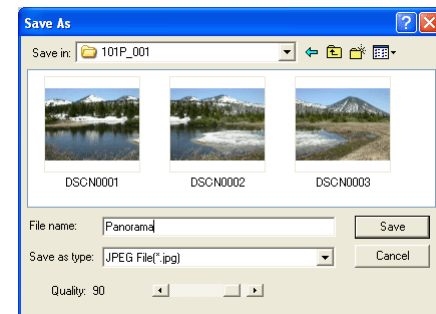 Save As
Save in: 101P_001
DSCN0001 DSCN0002 DSCN0003
File name: Panorama Save
Save as type: JPEG File(*.jpg) Cancel
Quality: 90